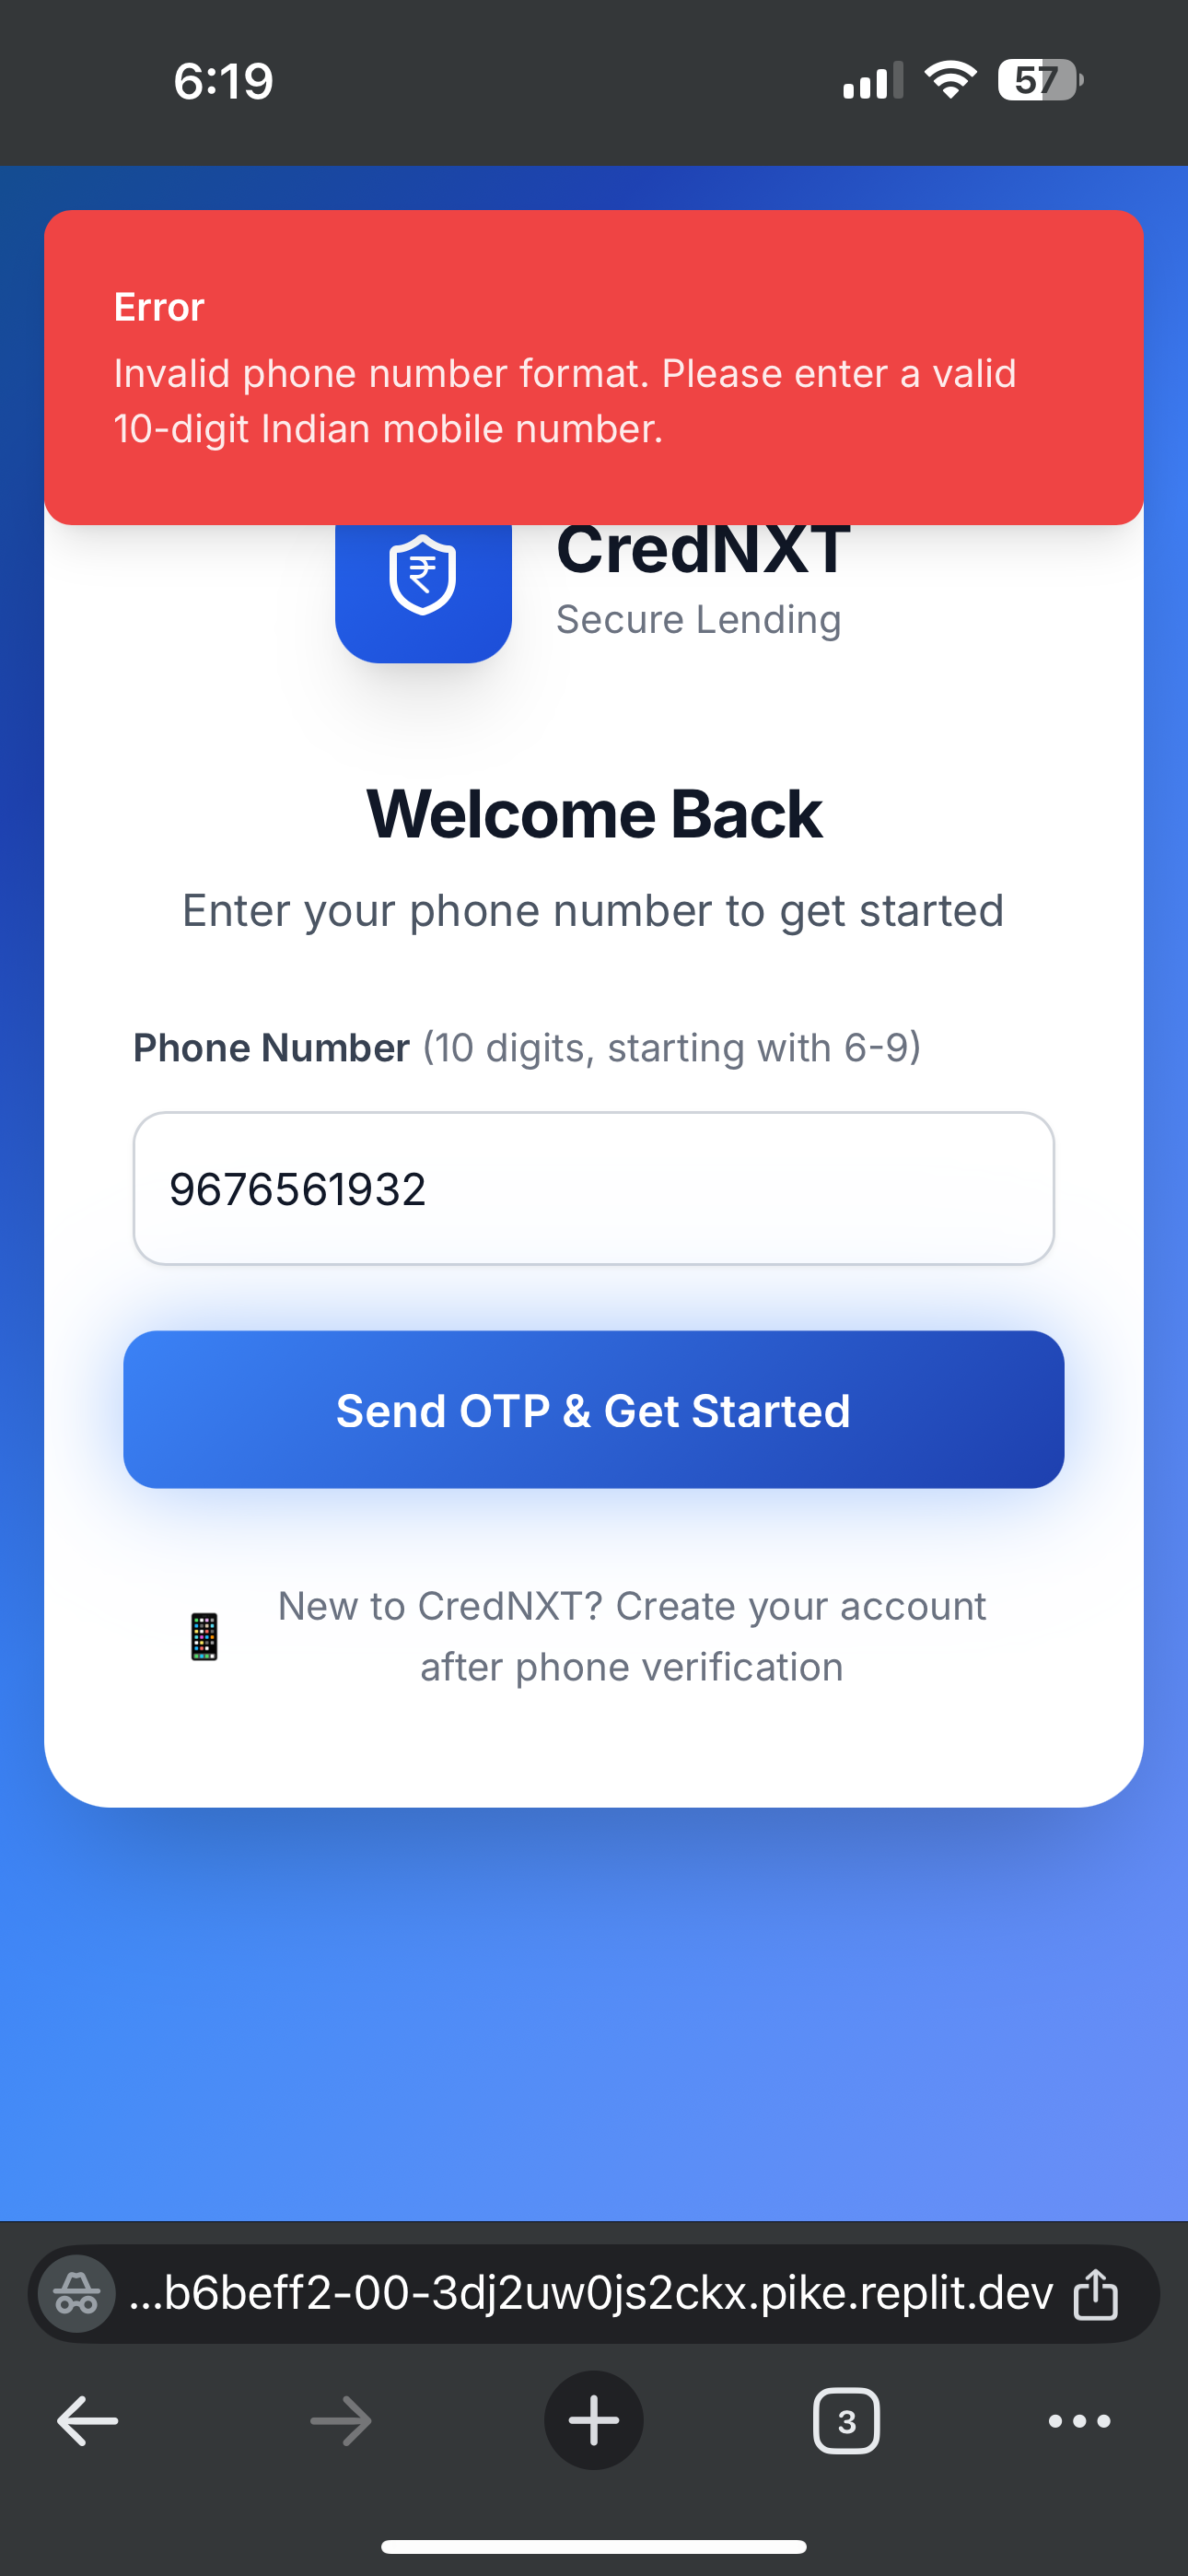 6:19
57
Error
Invalid phone number format. Please enter a valid
10-digit Indian mobile number.
₹
CredNXT
Secure Lending
Welcome Back
Enter your phone number to get started
Phone Number (10 digits, starting with 6-9)
9676561932
Send OTP & Get Started
New to CredNXT? Create your account
after phone verification
...b6beff2-00-3dj2uw0js2ckx.pike.replit.dev
3